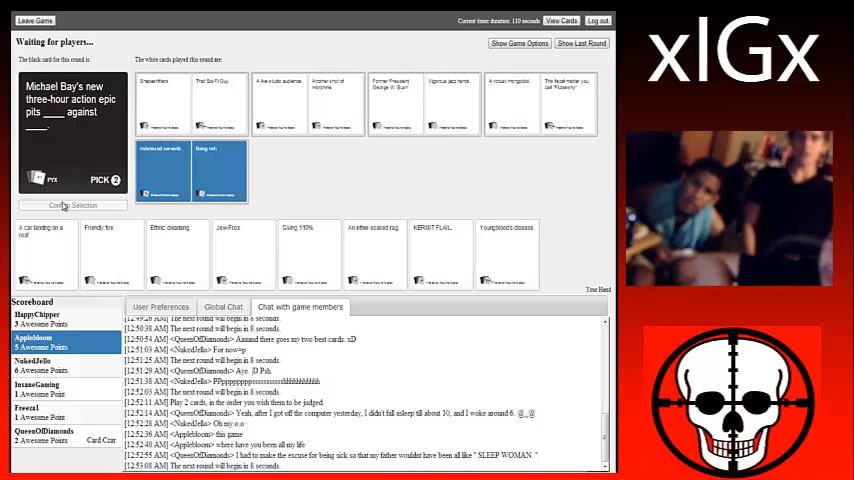 Leave Game
Current timer duration: 110 seconds
View Cards
Log out
xIGx
Waiting for players...
Show Game Options
Show Last Round
The black card for this round is:
The white cards played this round are:
Michael Bay's new
three-hour action epic
pits ____ against
____.
PYX
PICK 2
Shapeshifters.
That Sci-Fi Guy
A live studio audience.
Another shot of
morphine.
Former President
George W. Bush.
Vigorous jazz hands.
A robust mongoloid.
This fecal matter you
call "Fluttershy".
Indentured servants
Being rich
Confirm Selection
A car landing on a
roof.
Friendly fire.
Ethnic cleansing.
Jew-Fros.
Giving 110%.
An ether-soaked rag.
KERMIT FLAIL.
Youngblood's disease.
Your Hand
Scoreboard
HappyChipper
3 Awesome Points
Applebloom
5 Awesome Points
NukedJello
6 Awesome Points
InsaneGaming
1 Awesome Point
Freeza1
1 Awesome Point
QueenOfDiamonds
2 Awesome Points
Card Czar
User Preferences
Global Chat
Chat with game members
[12:49:26 AM] The next round will begin in 8 seconds.
[12:50:38 AM] The next round will begin in 8 seconds.
[12:50:54 AM] <QueenOfDiamonds> Aaaand there goes my two best cards. xD
[12:51:03 AM] <NukedJello> For now=p
[12:51:25 AM] The next round will begin in 8 seconds.
[12:51:29 AM] <QueenOfDiamonds> Aye. |D Psh.
[12:51:38 AM] <NukedJello> PPppppppppsssssssssssshhhhhhhhhhh
[12:52:03 AM] The next round will begin in 8 seconds.
[12:52:11 AM] Play 2 cards, in the order you wish them to be judged.
[12:52:14 AM] <QueenOfDiamonds> Yeah, after I got off the computer yesterday, I didn't fall asleep till about 10, and I woke around 6. @_@
[12:52:28 AM] <NukedJello> Oh my o.o
[12:52:36 AM] <Applebloom> this game
[12:52:40 AM] <Applebloom> where have you been all my life
[12:52:55 AM] <QueenOfDiamonds> I had to make the excuse for being sick so that my father wouldnt have been all like " SLEEP WOMAN. "
[12:53:08 AM] The next round will begin in 8 seconds.